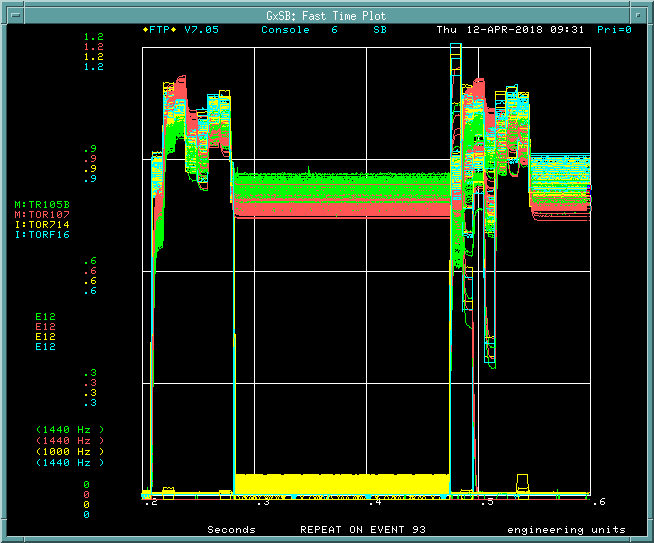 GxSB: Fast Time Plot
◆FTP◆ V7.05 Console 6 SB Thu 12-APR-2018 09:31 Pri=0
1.2
1.2
1.2
1.2
.9
.9
.9
.9
M:TR105B
M:TOR107
I:TOR714
I:TORF16
.6
.6
.6
.6
E12
E12
E12
E12
.3
.3
.3
.3
(1440 Hz )
(1440 Hz )
(1000 Hz )
(1440 Hz )
0
0
0
0
.2 .3 .4 .5 .6
Seconds REPEAT ON EVENT 93 engineering units